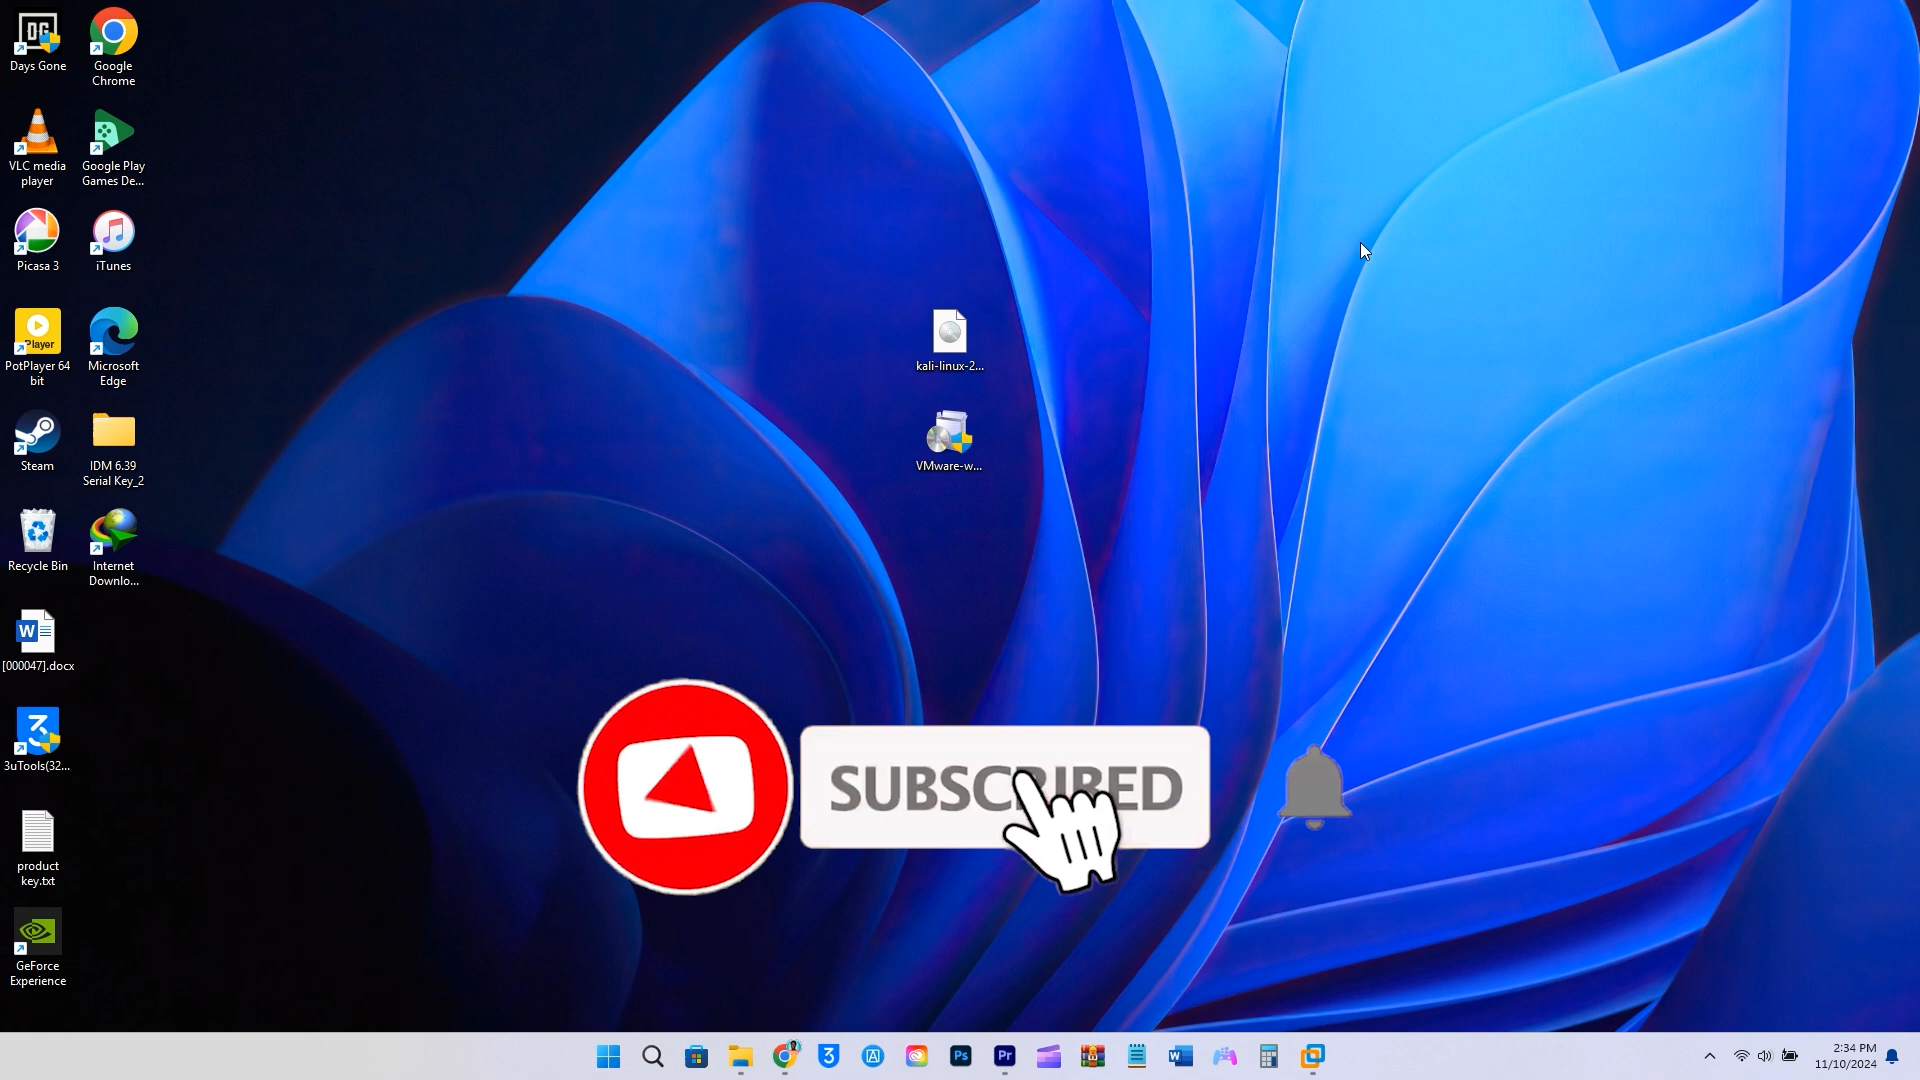 Days Gone
Google
Chrome
VLC media
player
Google Play
Games De...
Picasa 3
iTunes
Player
PotPlayer 64
bit
Microsoft
Edge
Steam
IDM 6.39
Serial Key_2
Recycle Bin
Internet
Downlo...
W
[000047].docx
3uTools(32...
product
key.txt
GeForce
Experience
kali-linux-2...
VMware-w...
SUBSCRIBED
Ps
Pr
W
2:34 PM
11/10/2024